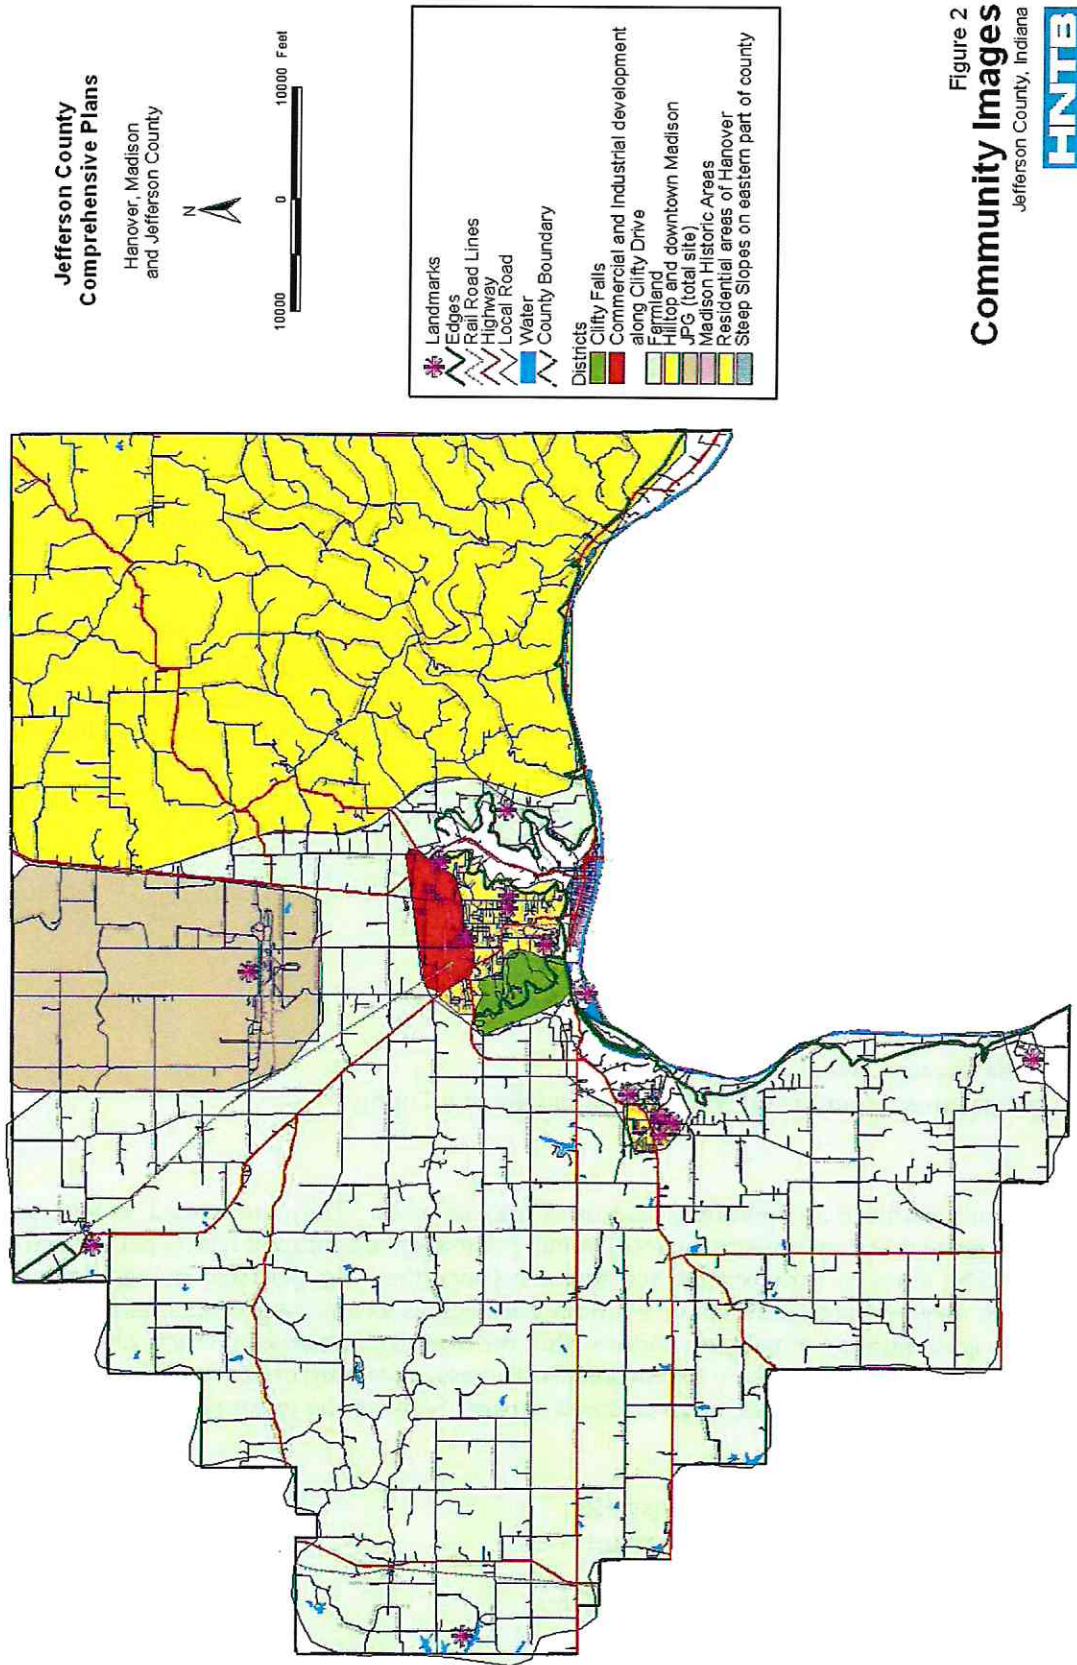 Jefferson County
Comprehensive Plans
Hanover, Madison
and Jefferson County
N
10000 0 10000 Feet
Landmarks
Edges
Rail Road Lines
Highway
Local Road
Water
County Boundary
Districts
Clifty Falls
Commercial and Industrial development
along Clifty Drive
Farmland
Hilltop and downtown Madison
JPG (total site)
Madison Historic Areas
Residential areas of Hanover
Steep Slopes on eastern part of county
Figure 2
Community Images
Jefferson County, Indiana
HNTB